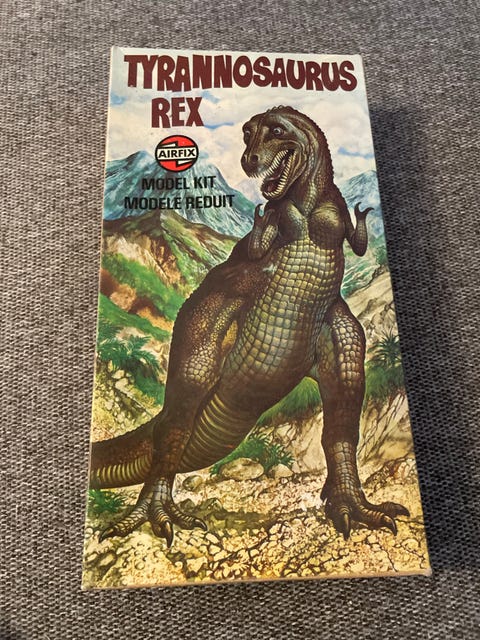 TYRANNOSAURUS
REX
AIRFIX
MODEL KIT
MODELE REDUIT